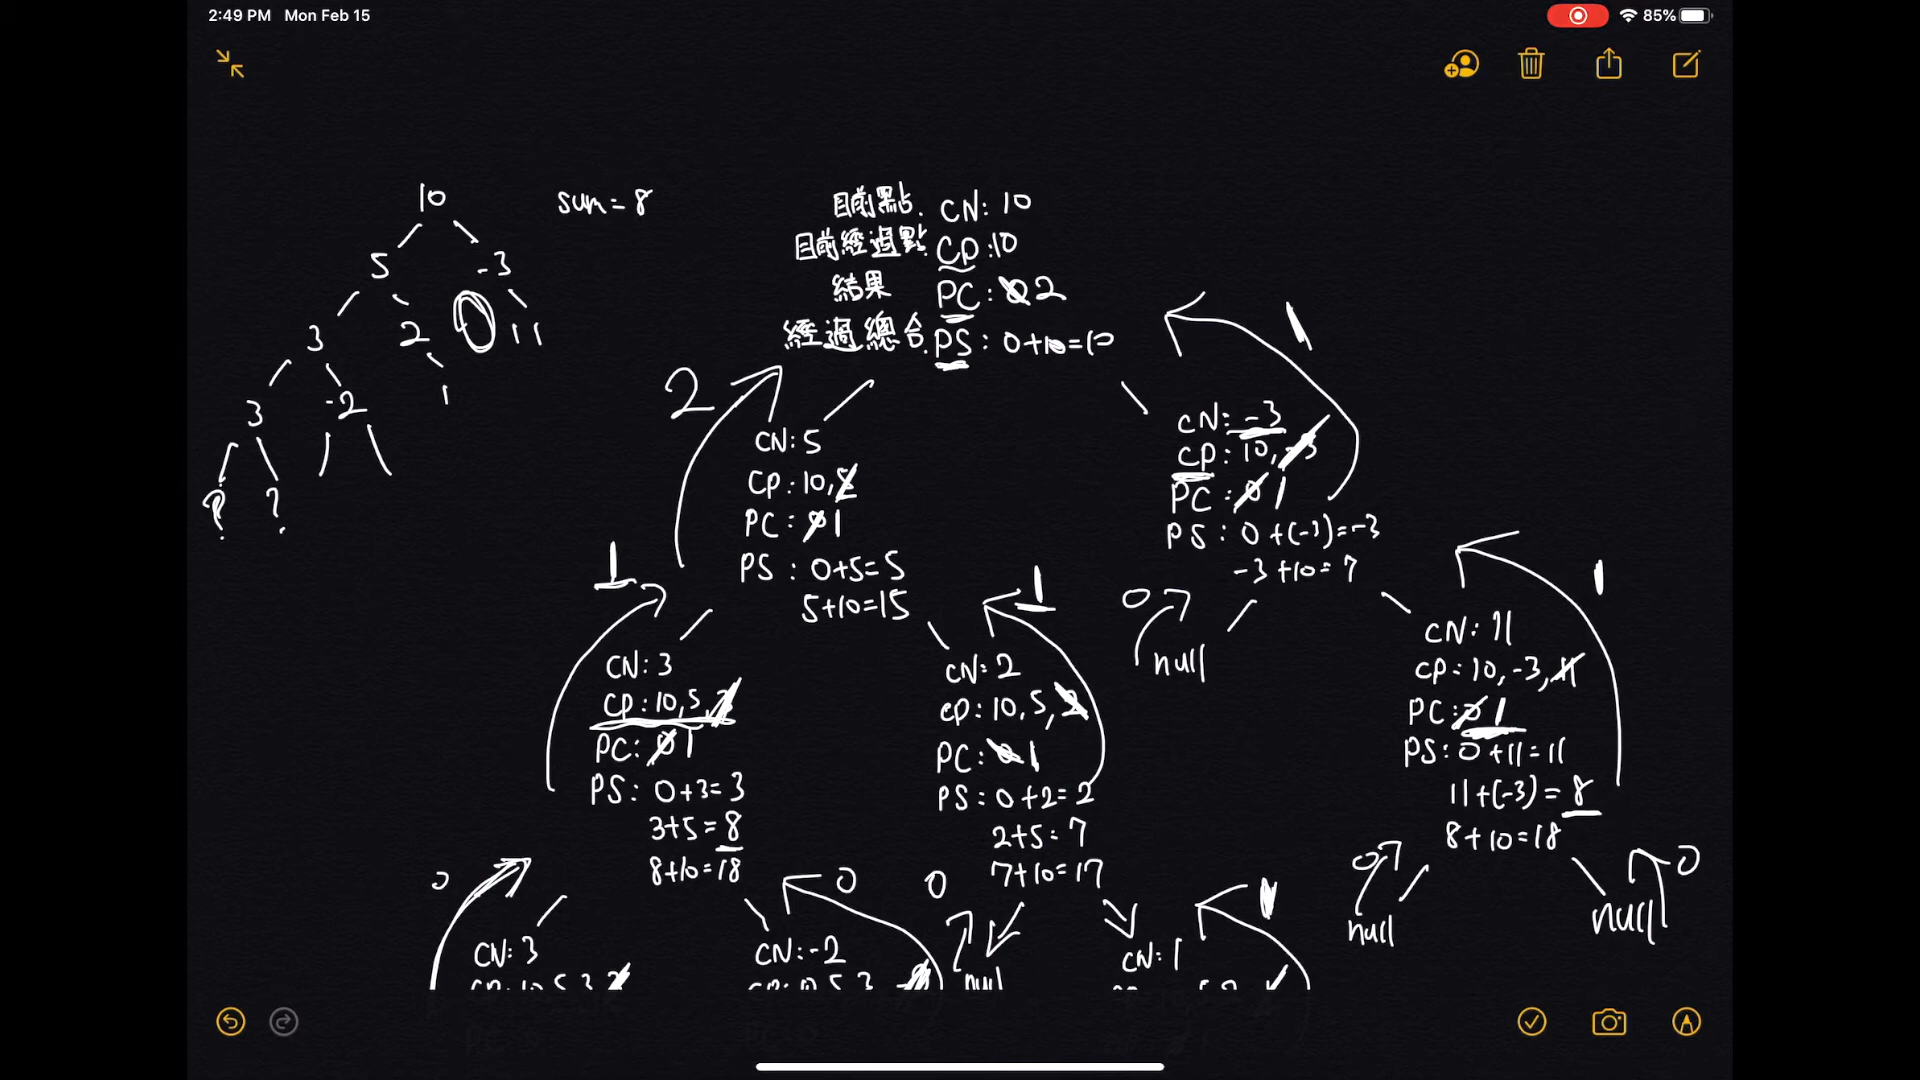 2:49 PM Mon Feb 15
85%
10
sum = 8
5
-3
3
2
11
3
-2
1
?
?
目前點. CN: 10
目前經過點. CP: 10
結果 PC: 0 2
經過總合. PS: 0+10=10
2
1
CN: 5
CP: 10, 5
PC: 0 1
PS: 0+5=5
5+10=15
CN: -3
CP: 10, -3
PC: 0 1
PS: 0+(-3)=-3
-3+10=7
1
1
0
null
1
CN: 3
CP: 10, 5, 3
PC: 0 1
PS: 0+3=3
3+5=8
8+10=18
CN: 2
CP: 10, 5, 2
PC: 0 1
PS: 0+2=2
2+5=7
7+10=17
CN: 11
CP: 10, -3, 11
PC: 0 1
PS: 0+11=11
11+(-3)=8
8+10=18
0
0
0
1
0
0
null
null
CN: 3
CN: -2
null
CN: 1